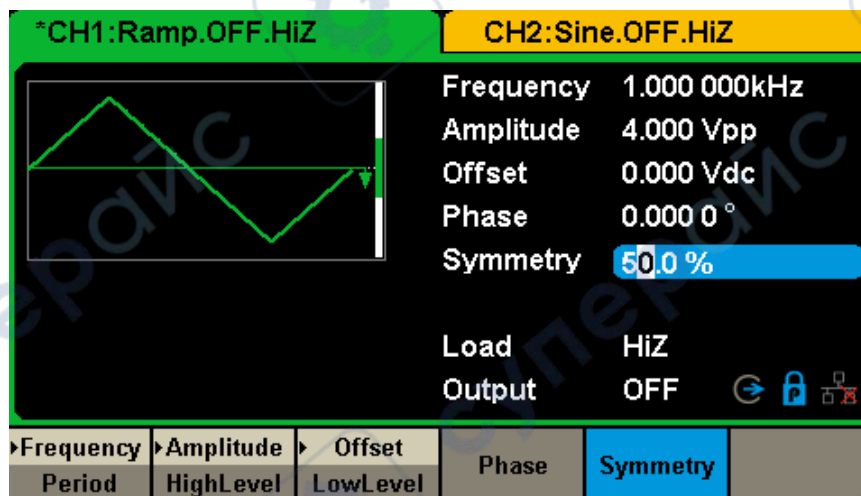 *CH1:Ramp.OFF.HiZ
CH2:Sine.OFF.HiZ
Frequency 1.000 000kHz
Amplitude 4.000 Vpp
Offset 0.000 Vdc
Phase 0.000 0 °
Symmetry 50.0 %
Load HiZ
Output OFF
P
Frequency Amplitude Offset Phase Symmetry
Period HighLevel LowLevel
суперайс